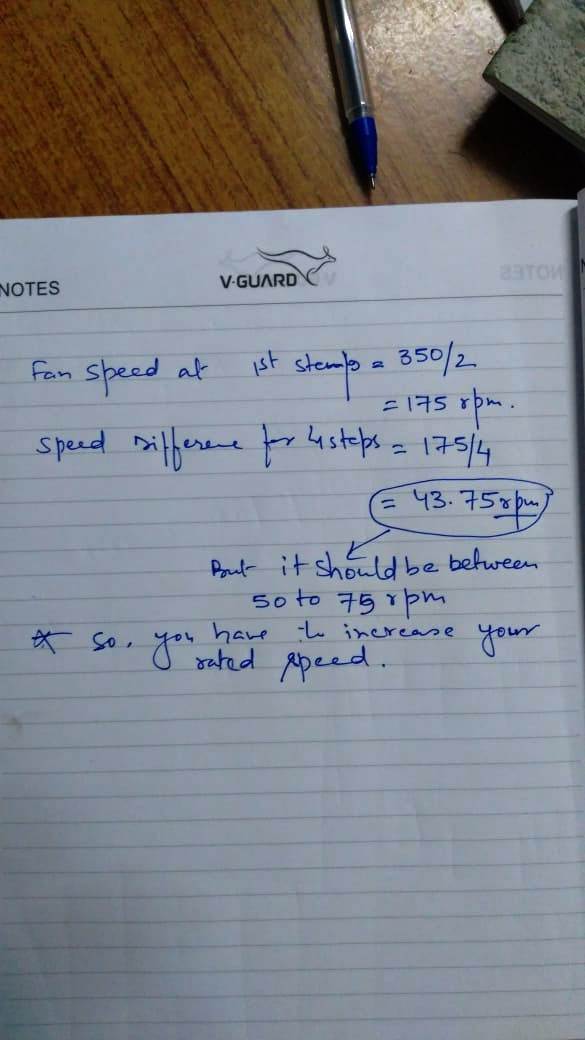 NOTES
V-GUARD
NOTES
Fan speed at 1st stemp = 350/2
= 175 rpm.
Speed Difference for 4 steps = 175/4
= 43.75 rpm
But it should be between
50 to 75 rpm
* So, you have to increase your
rated speed.